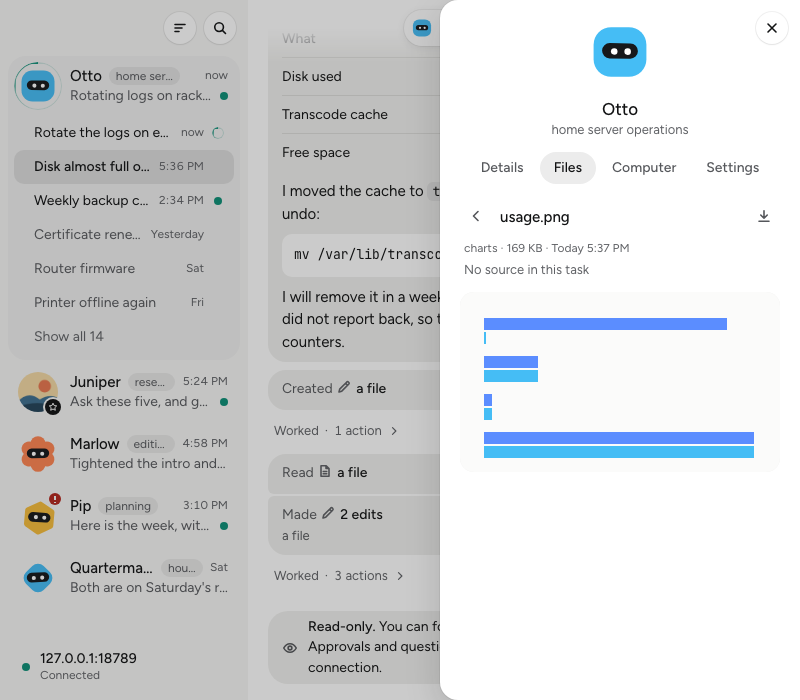 Otto
home ser...
now
Rotating logs on rack...
Rotate the logs on e...
now
Disk almost full o...
5:36 PM
Weekly backup c...
2:34 PM
Certificate rene...
Yesterday
Router firmware
Sat
Printer offline again
Fri
Show all 14
Juniper
rese...
5:24 PM
Ask these five, and g...
Marlow
editi...
4:58 PM
Tightened the intro and...
Pip
planning
3:10 PM
Here is the week, wit...
Quarterma...
hou...
Sat
Both are on Saturday's r...
127.0.0.1:18789
Connected
What
Disk used
Transcode cache
Free space
I moved the cache to
undo:
mv /var/lib/transco
I will remove it in a week
did not report back, so
counters.
Created a file
Worked · 1 action
Read a file
Made 2 edits
a file
Worked · 3 actions
Read-only. You can
Approvals and questi
connection.
Otto
home server operations
Details
Files
Computer
Settings
usage.png
charts · 169 KB · Today 5:37 PM
No source in this task